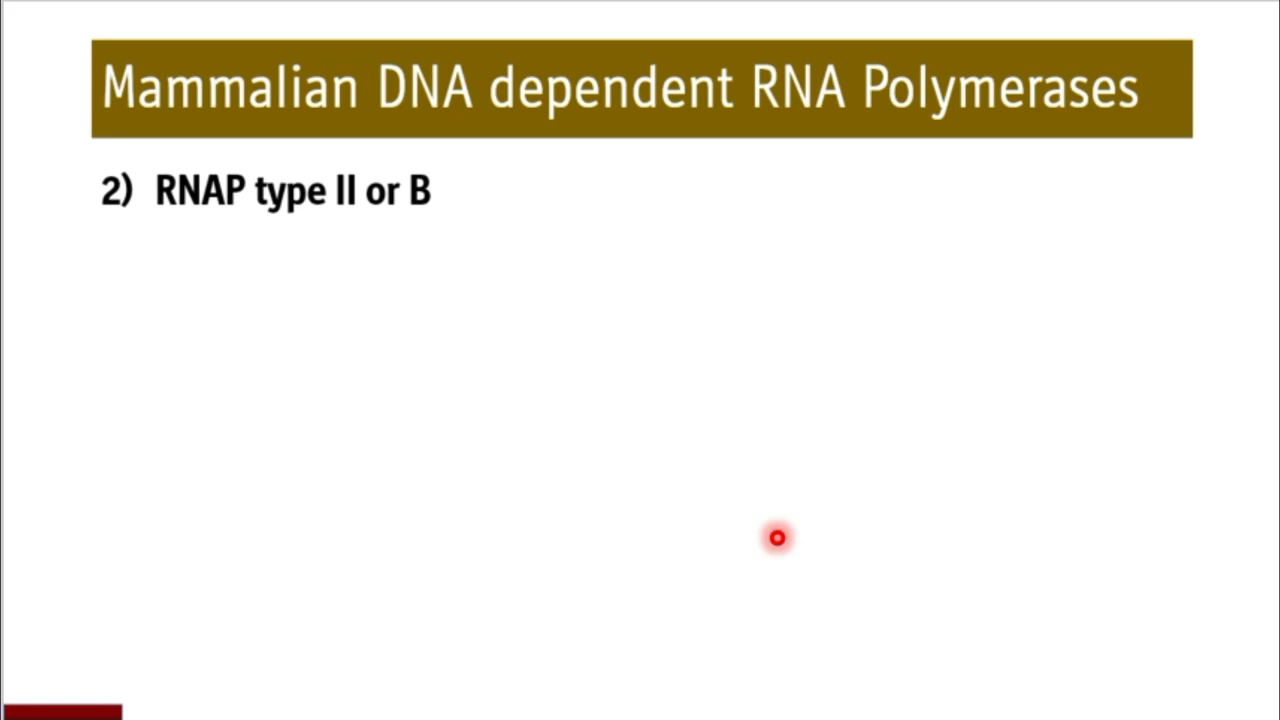 Mammalian DNA dependent RNA Polymerases
2) RNAP type II or B